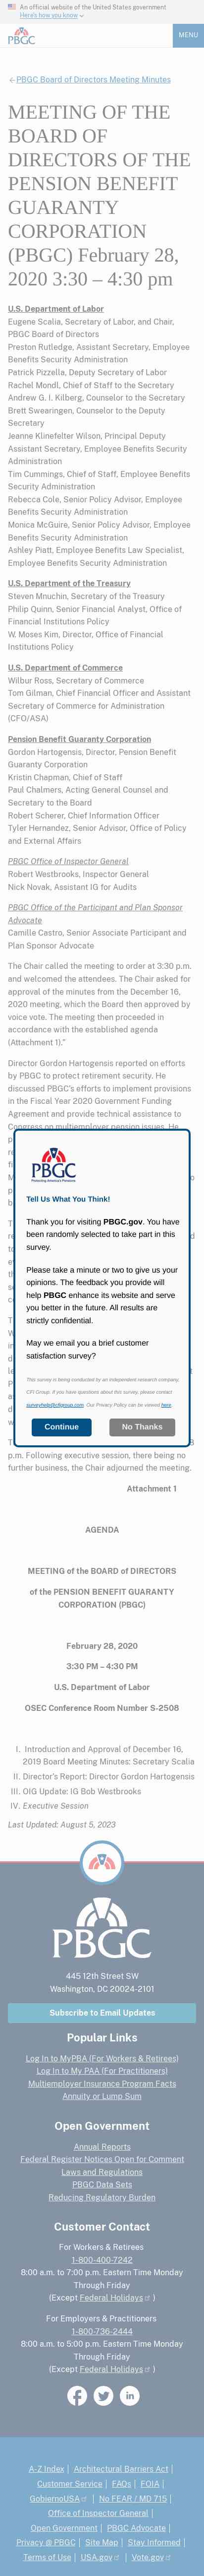 An official website of the United States government
Here's how you know
PBGC
MENU
PBGC Board of Directors Meeting Minutes
MEETING OF THE
BOARD OF
DIRECTORS OF THE
PENSION BENEFIT
GUARANTY
CORPORATION
(PBGC) February 28,
2020 3:30 – 4:30 pm
U.S. Department of Labor
Eugene Scalia, Secretary of Labor, and Chair,
PBGC Board of Directors
Preston Rutledge, Assistant Secretary, Employee
Benefits Security Administration
Patrick Pizzella, Deputy Secretary of Labor
Rachel Mondl, Chief of Staff to the Secretary
Andrew G. I. Kilberg, Counselor to the Secretary
Brett Swearingen, Counselor to the Deputy
Secretary
Jeanne Klinefelter Wilson, Principal Deputy
Assistant Secretary, Employee Benefits Security
Administration
Tim Cummings, Chief of Staff, Employee Benefits
Security Administration
Rebecca Cole, Senior Policy Advisor, Employee
Benefits Security Administration
Monica McGuire, Senior Policy Advisor, Employee
Benefits Security Administration
Ashley Piatt, Employee Benefits Law Specialist,
Employee Benefits Security Administration
U.S. Department of the Treasury
Steven Mnuchin, Secretary of the Treasury
Philip Quinn, Senior Financial Analyst, Office of
Financial Institutions Policy
W. Moses Kim, Director, Office of Financial
Institutions Policy
U.S. Department of Commerce
Wilbur Ross, Secretary of Commerce
Tom Gilman, Chief Financial Officer and Assistant
Secretary of Commerce for Administration
(CFO/ASA)
Pension Benefit Guaranty Corporation
Gordon Hartogensis, Director, Pension Benefit
Guaranty Corporation
Kristin Chapman, Chief of Staff
Paul Chalmers, Acting General Counsel and
Secretary to the Board
Robert Scherer, Chief Information Officer
Tyler Hernandez, Senior Advisor, Office of Policy
and External Affairs
PBGC Office of Inspector General
Robert Westbrooks, Inspector General
Nick Novak, Assistant IG for Audits
PBGC Office of the Participant and Plan Sponsor
Advocate
Camille Castro, Senior Associate Participant and
Plan Sponsor Advocate
The Chair called the meeting to order at 3:30 p.m.
and welcomed the attendees. The Chair asked for
approval of the minutes from the December 16,
2020 meeting, which the Board then approved by
voice vote. The meeting then proceeded in
accordance with the established agenda
(Attachment 1)."
Director Gordon Hartogensis reported on efforts
by PBGC to protect retirement security. He
discussed PBGC's efforts to implement provisions
in the Fiscal Year 2020 Government Funding
Agreement and provide technical assistance to
Congress on multiemployer pension issues. He
PBGC
Protecting America's Pensions
Tell Us What You Think!
Thank you for visiting PBGC.gov. You have
been randomly selected to take part in this
survey.
Please take a minute or two to give us your
opinions. The feedback you provide will
help PBGC enhance its website and serve
you better in the future. All results are
strictly confidential.
May we email you a brief customer
satisfaction survey?
This survey is being conducted by an independent research company,
CFI Group. If you have questions about this survey, please contact
surveyhelp@cfigroup.com. Our Privacy Policy can be viewed here.
Continue
No Thanks
p.m. Following executive session, there being no
further business, the Chair adjourned the meeting.
Attachment 1
AGENDA
MEETING of the BOARD of DIRECTORS
of the PENSION BENEFIT GUARANTY
CORPORATION (PBGC)
February 28, 2020
3:30 PM – 4:30 PM
U.S. Department of Labor
OSEC Conference Room Number S-2508
I. Introduction and Approval of December 16,
2019 Board Meeting Minutes: Secretary Scalia
II. Director's Report: Director Gordon Hartogensis
III. OIG Update: IG Bob Westbrooks
IV. Executive Session
Last Updated: August 5, 2023
PBGC
445 12th Street SW
Washington, DC 20024-2101
Subscribe to Email Updates
Popular Links
Log In to MyPBA (For Workers & Retirees)
Log In to My PAA (For Practitioners)
Multiemployer Insurance Program Facts
Annuity or Lump Sum
Open Government
Annual Reports
Federal Register Notices Open for Comment
Laws and Regulations
PBGC Data Sets
Reducing Regulatory Burden
Customer Contact
For Workers & Retirees
1-800-400-7242
8:00 a.m. to 7:00 p.m. Eastern Time Monday
Through Friday
(Except Federal Holidays )
For Employers & Practitioners
1-800-736-2444
8:00 a.m. to 5:00 p.m. Eastern Time Monday
Through Friday
(Except Federal Holidays )
A-Z Index | Architectural Barriers Act |
Customer Service | FAQs | FOIA |
GobiernoUSA | No FEAR / MD 715 |
Office of Inspector General |
Open Government | PBGC Advocate |
Privacy @ PBGC | Site Map | Stay Informed |
Terms of Use | USA.gov | Vote.gov